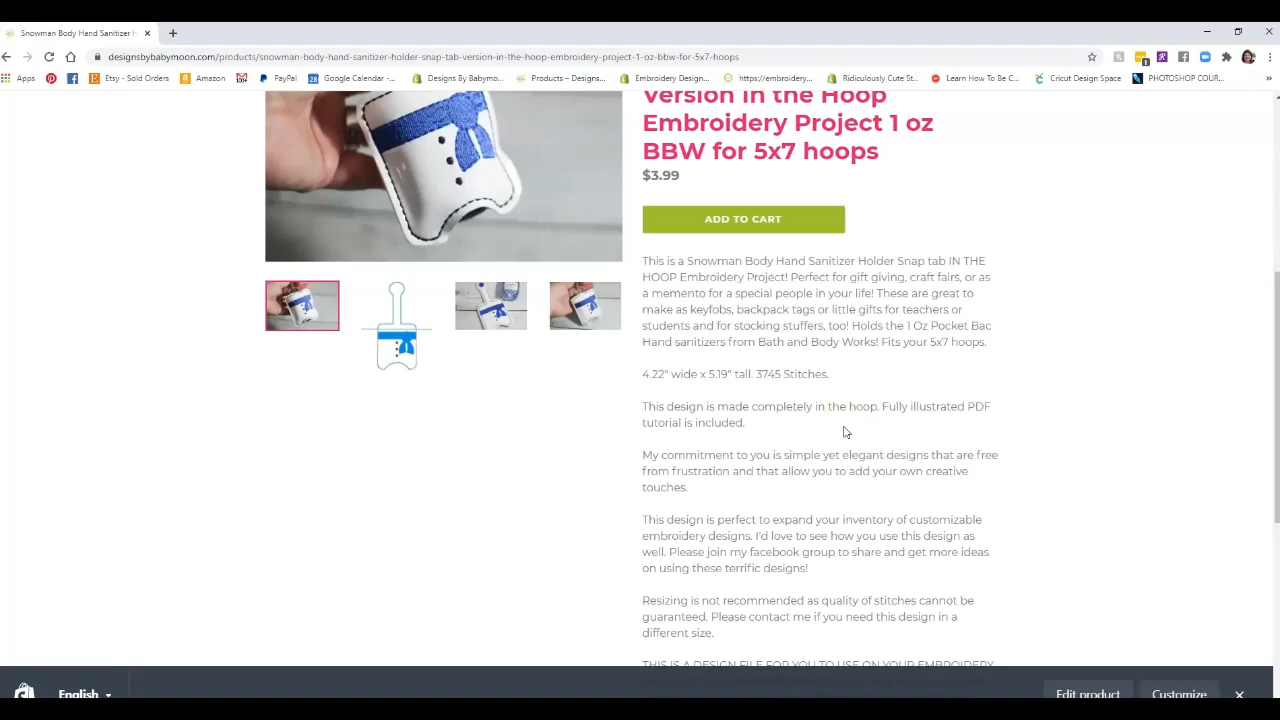 Snowman Body Hand Sanitizer H
designsbybabymoon.com/products/snowman-body-hand-sanitizer-holder-snap-tab-version-in-the-hoop-embroidery-project-1-oz-bbw-for-5x7-hoops
Apps Etsy - Sold Orders Amazon PayPal Google Calendar -... Designs By Babymo... Products – Designs... Embroidery Design... https://embroidery... Ridiculously Cute St... Learn How To Be C... Cricut Design Space PHOTOSHOP COUR... »
Version In the Hoop
Embroidery Project 1 oz
BBW for 5x7 hoops
$3.99
ADD TO CART
This is a Snowman Body Hand Sanitizer Holder Snap tab IN THE
HOOP Embroidery Project! Perfect for gift giving, craft fairs, or as
a memento for a special people in your life! These are great to
make as keyfobs, backpack tags or little gifts for teachers or
students and for stocking stuffers, too! Holds the 1 Oz Pocket Bac
Hand sanitizers from Bath and Body Works! Fits your 5x7 hoops.
4.22" wide x 5.19" tall. 3745 Stitches.
This design is made completely in the hoop. Fully illustrated PDF
tutorial is included.
My commitment to you is simple yet elegant designs that are free
from frustration and that allow you to add your own creative
touches.
This design is perfect to expand your inventory of customizable
embroidery designs. I'd love to see how you use this design as
well. Please join my facebook group to share and get more ideas
on using these terrific designs!
Resizing is not recommended as quality of stitches cannot be
guaranteed. Please contact me if you need this design in a
different size.
THIS IS A DESIGN FILE FOR YOU TO USE ON YOUR EMBROIDERY
English
Edit product Customize